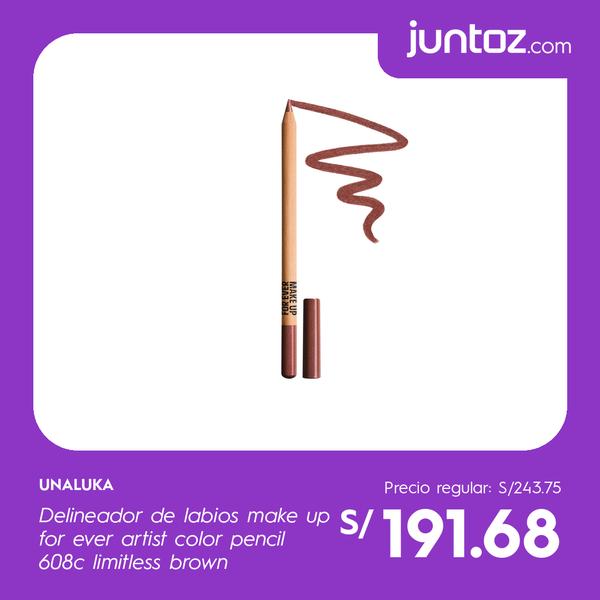 juntoz.com
MAKE UP
FOR EVER
UNALUKA
Delineador de labios make up
for ever artist color pencil
608c limitless brown
Precio regular: S/243.75
S/191.68